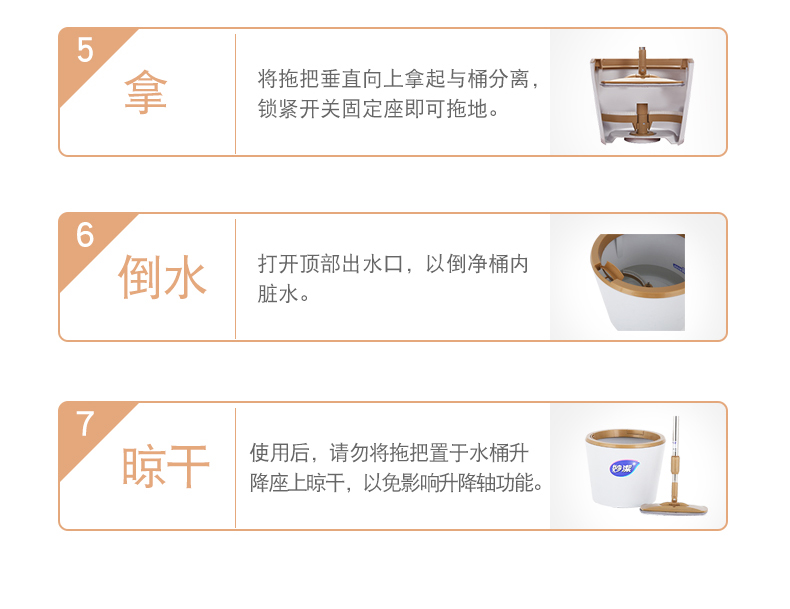 5
拿
将拖把垂直向上拿起与桶分离，
锁紧开关固定座即可拖地。
6
倒水
打开顶部出水口，以倒净桶内
脏水。
7
晾干
使用后，请勿将拖把置于水桶升
降座上晾干，以免影响升降轴功能。
妙潔